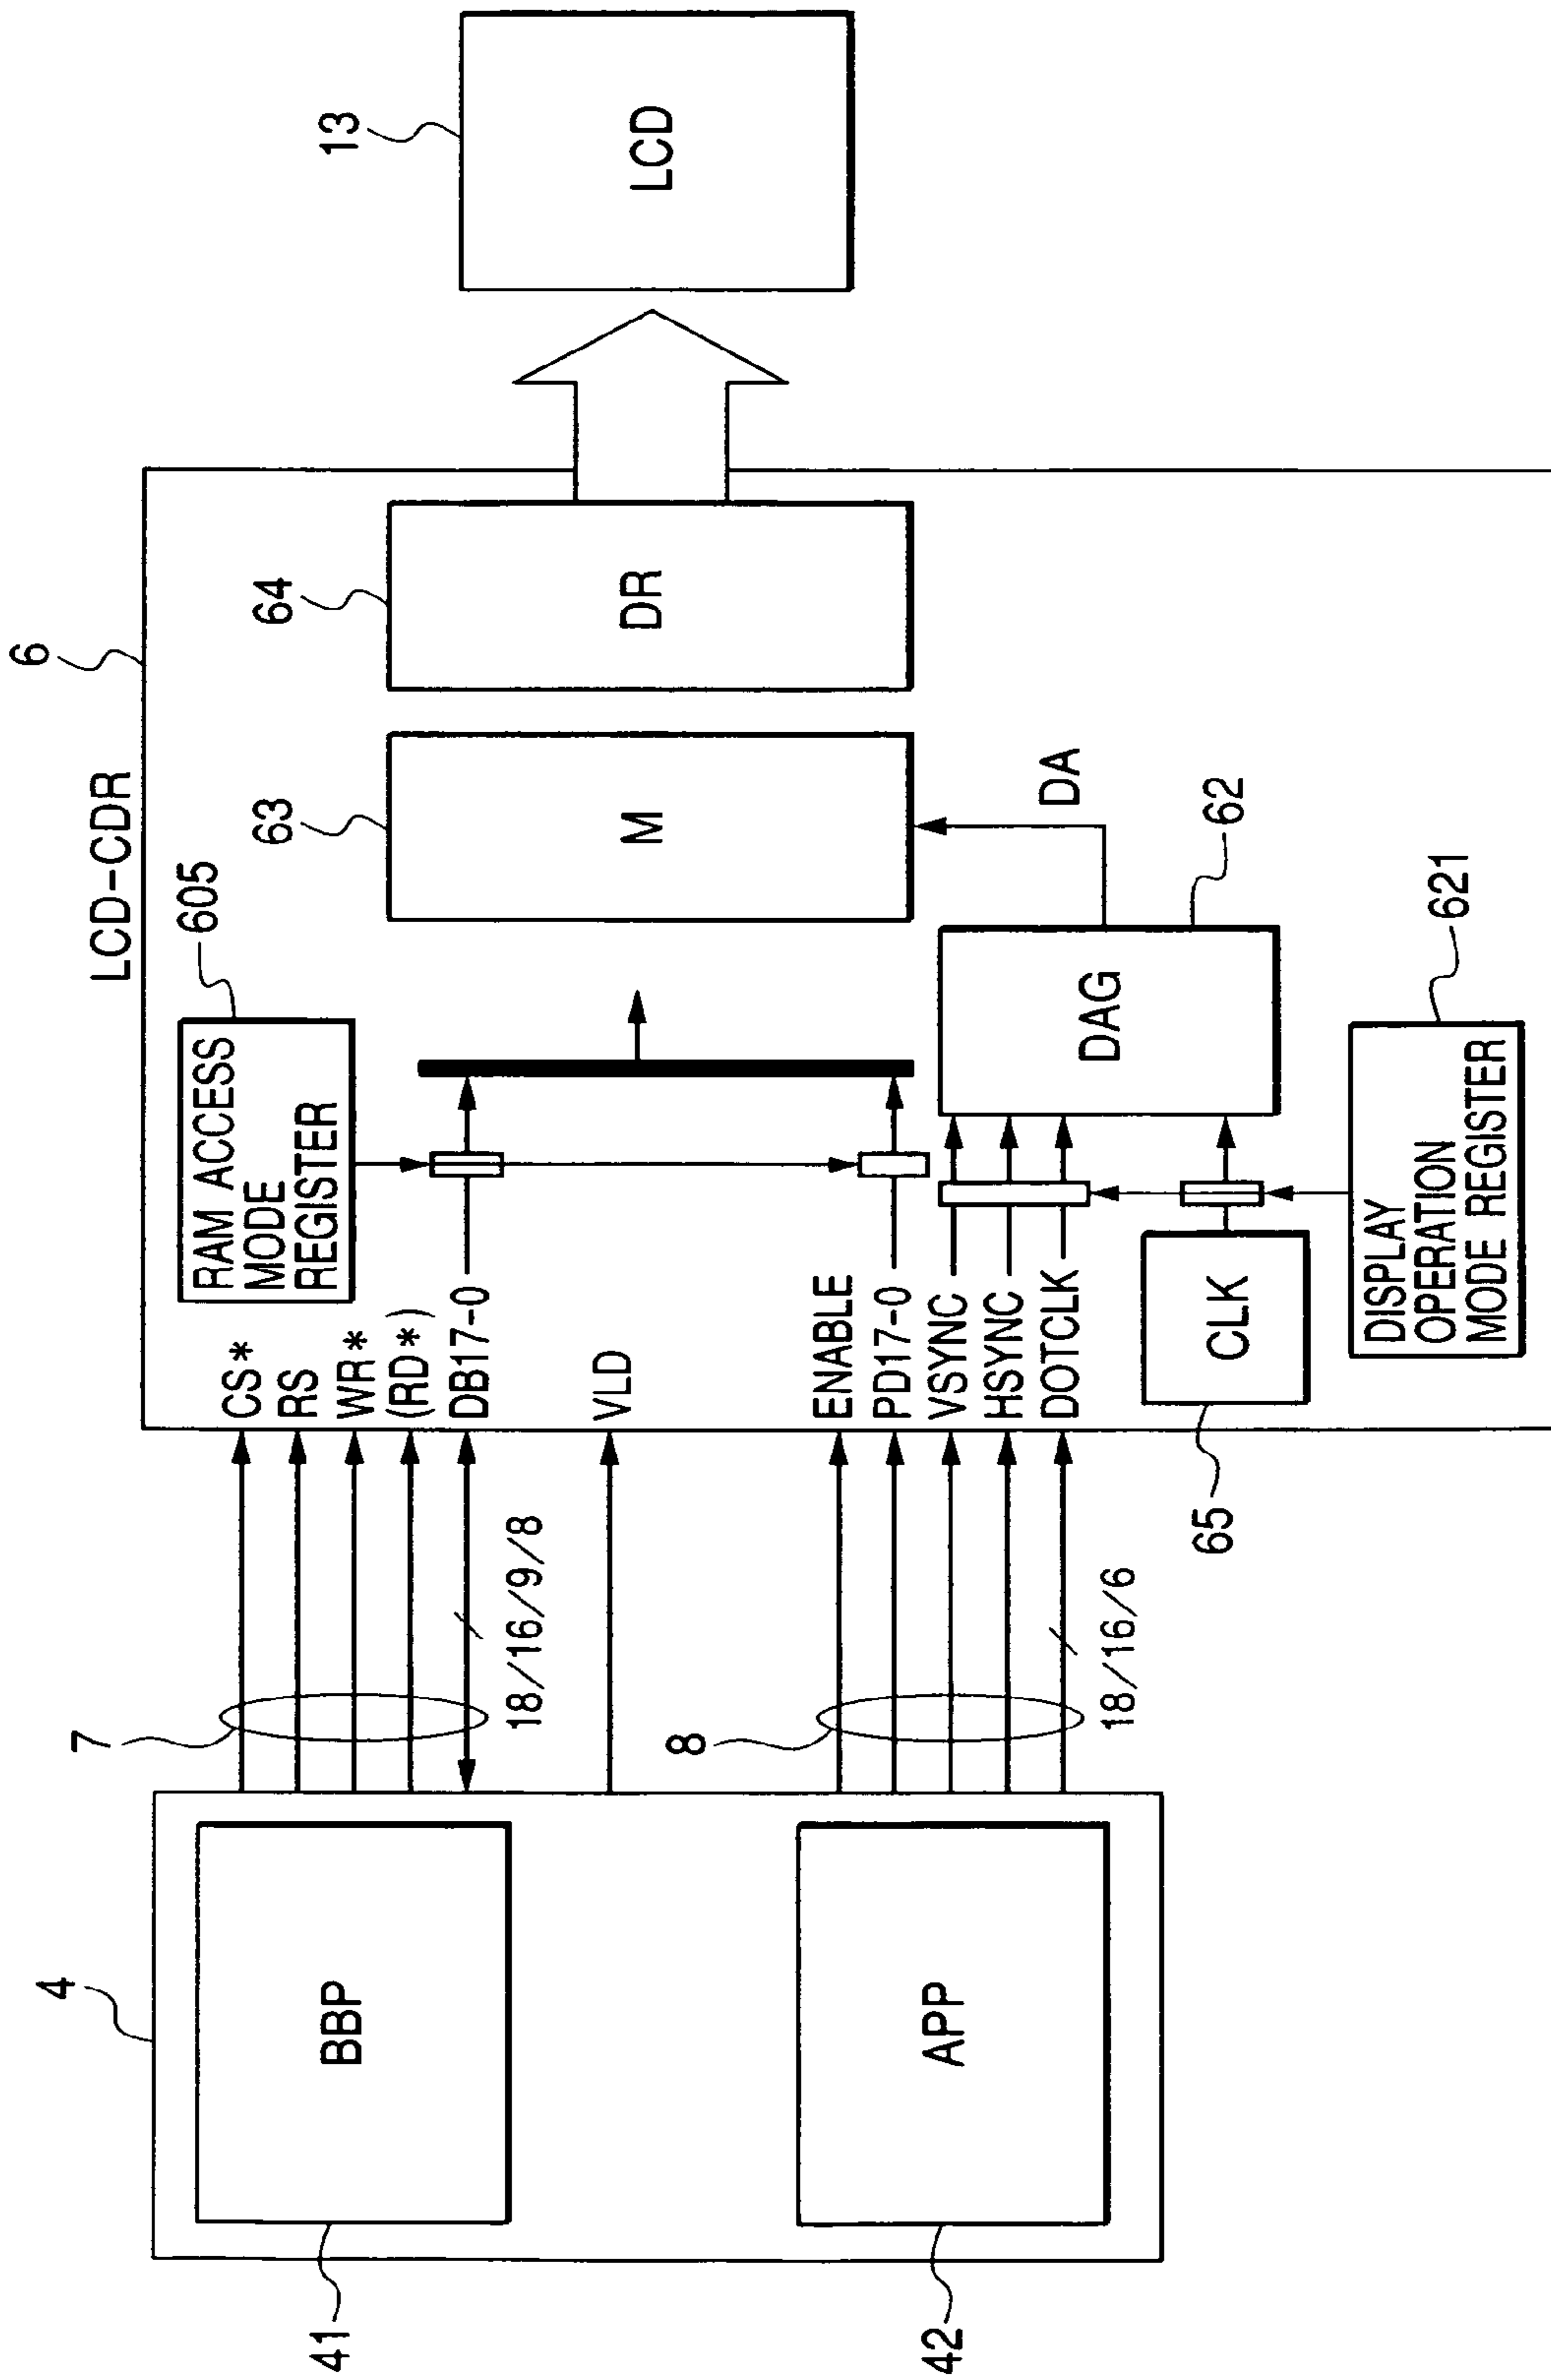 6
LCD-CDR
4
7
41
BBP
CS*
RS
WR*
(RD*)
DB17-0
18/16/9/8
RAM ACCESS
MODE
REGISTER
605
63
M
64
DR
13
LCD
VLD
8
42
APP
ENABLE
PD17-0
VSYNC
HSYNC
DOTCLK
18/16/6
DA
DAG
62
CLK
65
DISPLAY
OPERATION
MODE REGISTER
621